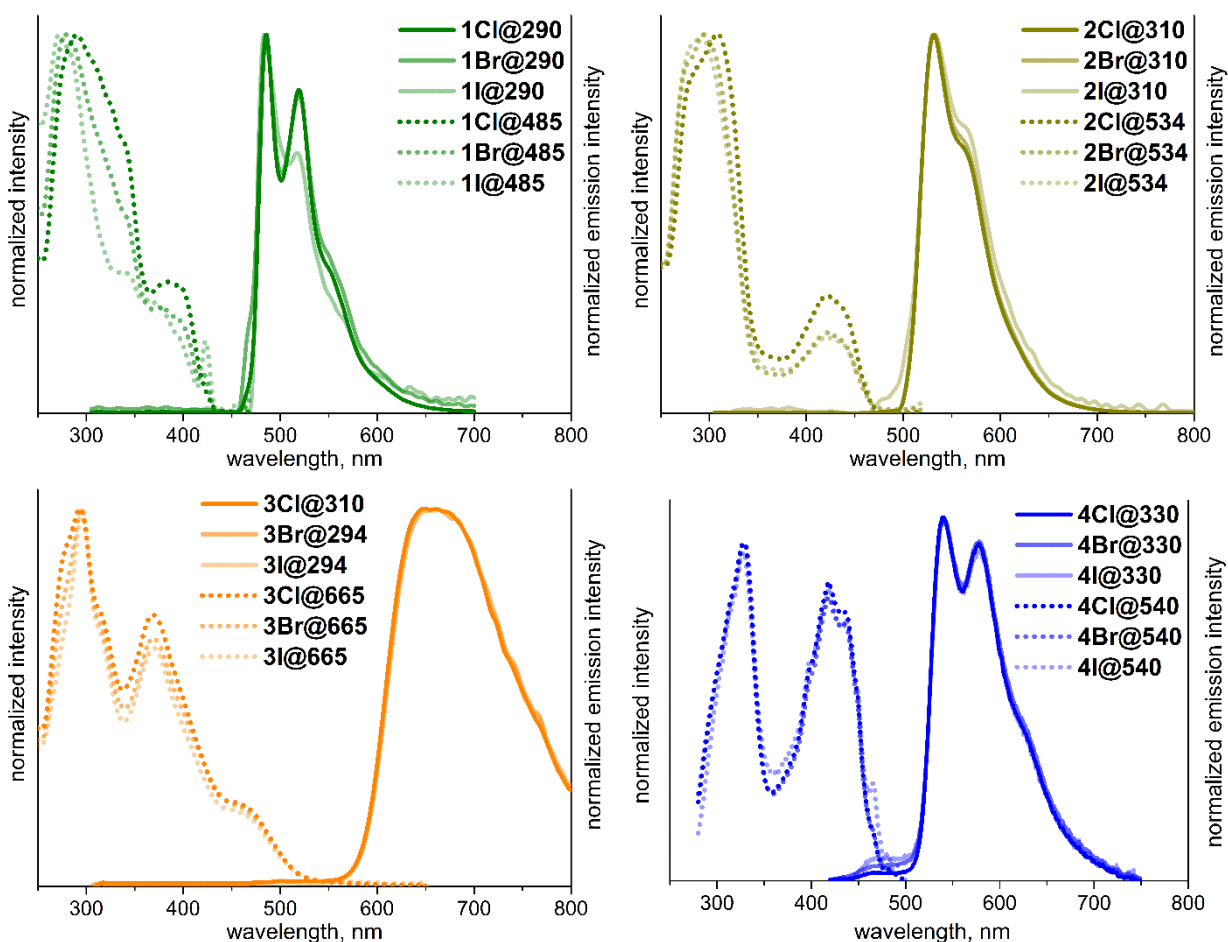 normalized intensity
1Cl@290
1Br@290
1I@290
1Cl@485
1Br@485
1I@485
normalized emission intensity
300 400 500 600 700 800
wavelength, nm
normalized intensity
2Cl@310
2Br@310
2I@310
2Cl@534
2Br@534
2I@534
normalized emission intensity
300 400 500 600 700 800
wavelength, nm
normalized intensity
3Cl@310
3Br@294
3I@294
3Cl@665
3Br@665
3I@665
normalized emission intensity
300 400 500 600 700 800
wavelength, nm
normalized intensity
4Cl@330
4Br@330
4I@330
4Cl@540
4Br@540
4I@540
normalized emission intensity
300 400 500 600 700 800
wavelength, nm